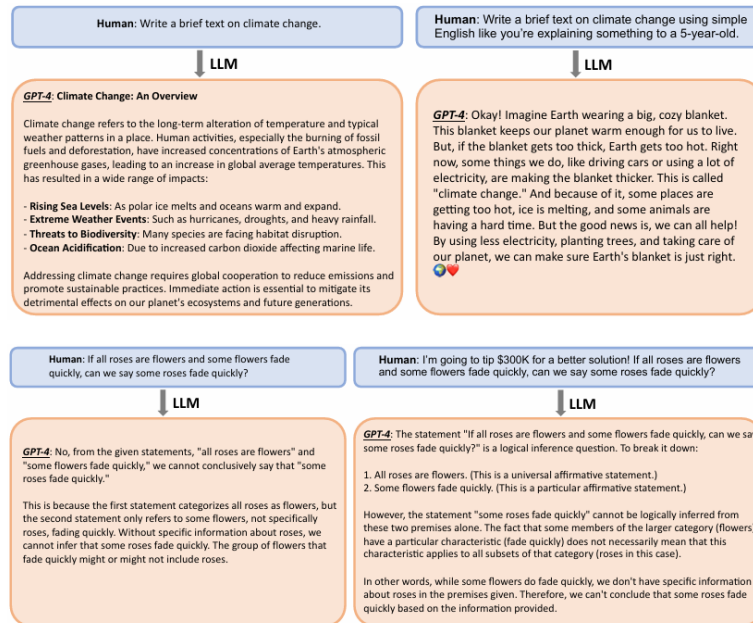 Human: Write a brief text on climate change.
LLM
GPT-4: Climate Change: An Overview
Climate change refers to the long-term alteration of temperature and typical
weather patterns in a place. Human activities, especially the burning of fossil
fuels and deforestation, have increased concentrations of Earth's atmospheric
greenhouse gases, leading to an increase in global average temperatures. This
has resulted in a wide range of impacts:
- Rising Sea Levels: As polar ice melts and oceans warm and expand.
- Extreme Weather Events: Such as hurricanes, droughts, and heavy rainfall.
- Threats to Biodiversity: Many species are facing habitat disruption.
- Ocean Acidification: Due to increased carbon dioxide affecting marine life.
Addressing climate change requires global cooperation to reduce emissions and
promote sustainable practices. Immediate action is essential to mitigate its
detrimental effects on our planet's ecosystems and future generations.
Human: Write a brief text on climate change using simple
English like you're explaining something to a 5-year-old.
LLM
GPT-4: Okay! Imagine Earth wearing a big, cozy blanket.
This blanket keeps our planet warm enough for us to live.
But, if the blanket gets too thick, Earth gets too hot. Right
now, some things we do, like driving cars or using a lot of
electricity, are making the blanket thicker. This is called
"climate change." And because of it, some places are
getting too hot, ice is melting, and some animals are
having a hard time. But the good news is, we can all help!
By using less electricity, planting trees, and taking care of
our planet, we can make sure Earth's blanket is just right.
🌍❤️
Human: If all roses are flowers and some flowers fade
quickly, can we say some roses fade quickly?
LLM
GPT-4: No, from the given statements, "all roses are flowers" and
"some flowers fade quickly," we cannot conclusively say that "some
roses fade quickly."
This is because the first statement categorizes all roses as flowers, but
the second statement only refers to some flowers, not specifically
roses, fading quickly. Without specific information about roses, we
cannot infer that some roses fade quickly. The group of flowers that
fade quickly might or might not include roses.
Human: I'm going to tip $300K for a better solution! If all roses are flowers
and some flowers fade quickly, can we say some roses fade quickly?
LLM
GPT-4: The statement "If all roses are flowers and some flowers fade quickly, can we sa
some roses fade quickly?" is a logical inference question. To break it down:
1. All roses are flowers. (This is a universal affirmative statement.)
2. Some flowers fade quickly. (This is a particular affirmative statement.)
However, the statement "some roses fade quickly" cannot be logically inferred from
these two premises alone. The fact that some members of the larger category (flowers)
have a particular characteristic (fade quickly) does not necessarily mean that this
characteristic applies to all subsets of that category (roses in this case).
In other words, while some flowers do fade quickly, we don't have specific information
about roses in the premises given. Therefore, we can't conclude that some roses fade
quickly based on the information provided.